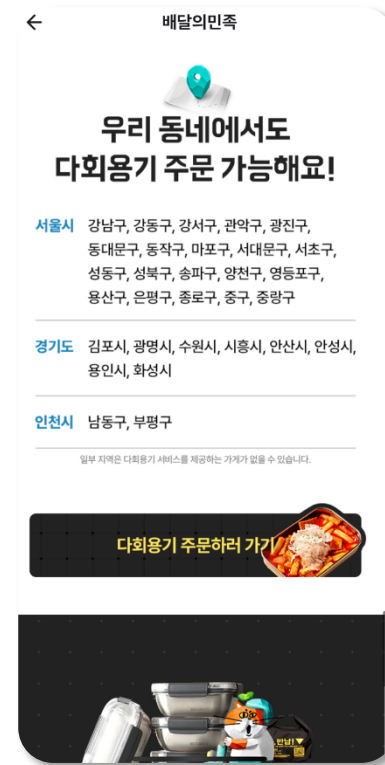 배달의민족
우리 동네에서도
다회용기 주문 가능해요!
서울시 강남구, 강동구, 강서구, 관악구, 광진구,
동대문구, 동작구, 마포구, 서대문구, 서초구,
성동구, 성북구, 송파구, 양천구, 영등포구,
용산구, 은평구, 종로구, 중구, 중랑구
경기도 김포시, 광명시, 수원시, 시흥시, 안산시, 안성시,
용인시, 화성시
인천시 남동구, 부평구
일부 지역은 다회용기 서비스를 제공하는 가게가 없을 수 있습니다.
다회용기 주문하러 가기
반납!